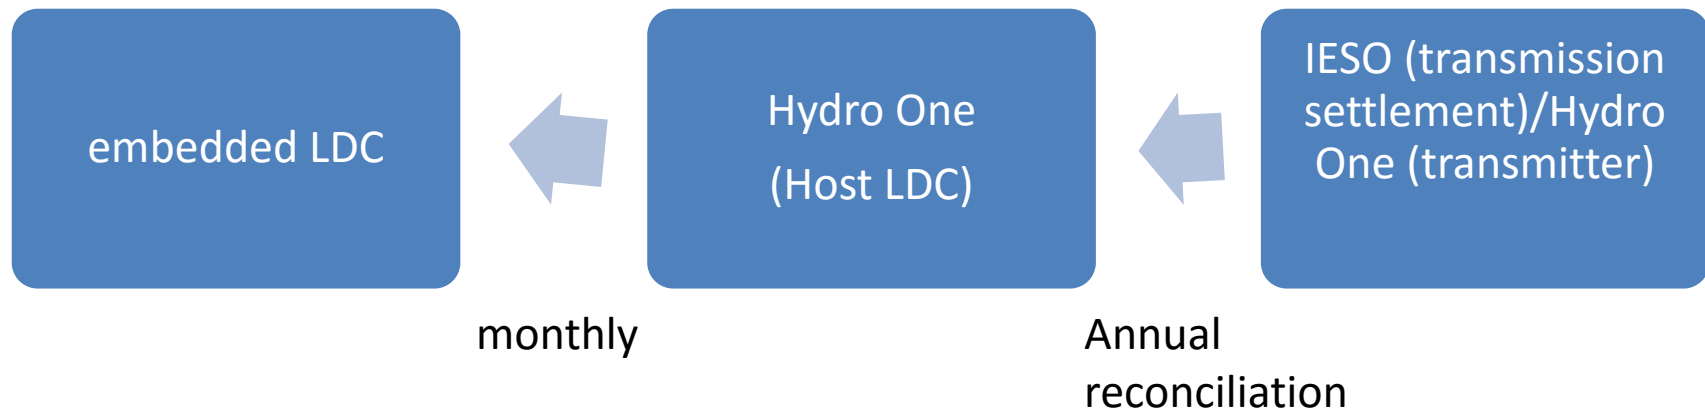 embedded LDC
Hydro One
(Host LDC)
IESO (transmission
settlement)/Hydro
One (transmitter)
monthly
Annual
reconciliation